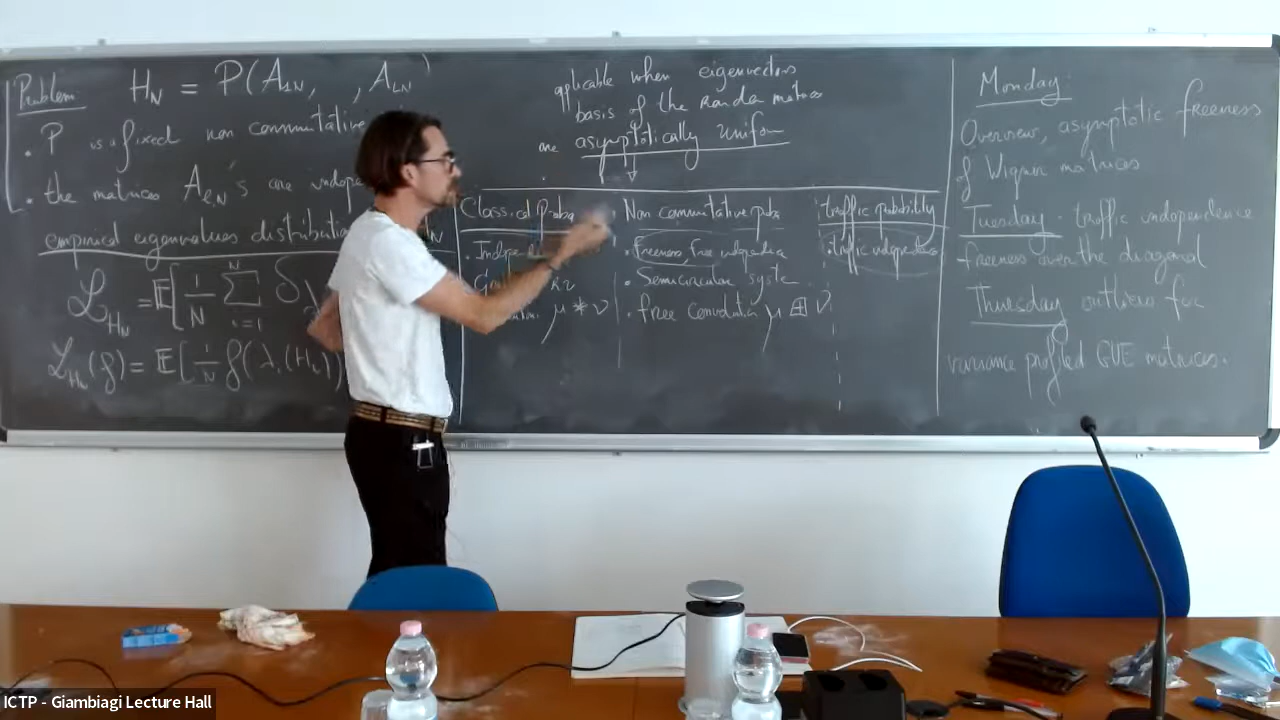 Problem H_N = P(A_1N, , A_LN)
. P is a fixed non commutative
. the matrices A_ℓN's are indepe
empirical eigenvalues distribution
L_H_N = E[1/N Σ_{i=1}^N δ_λ
L_H_N(f) = E[1/N f(λ_i(H_N))
applicable when eigenvectors
basis of the Random matrices
are asymptotically uniform
Classical Proba
. Indepe
μ * ν
Non commutative proba
. Freeness free independence
. Semicircular system
. free convolution μ ⊞ ν
traffic probability
. traffic independence
Monday:
Overview, asymptotic freeness
of Wigner matrices
Tuesday: traffic independence
freeness over the diagonal
Thursday outliers for
variance profiled GUE matrices.
ICTP - Giambiagi Lecture Hall